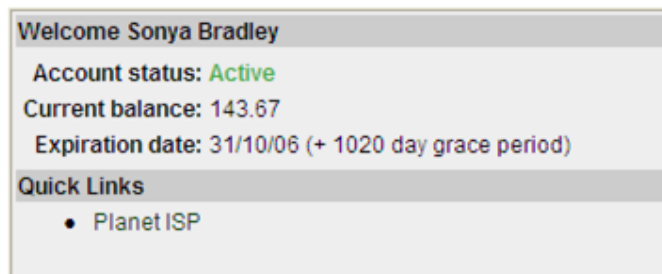 Welcome Sonya Bradley
Account status: Active
Current balance: 143.67
Expiration date: 31/10/06 (+ 1020 day grace period)
Quick Links
• Planet ISP